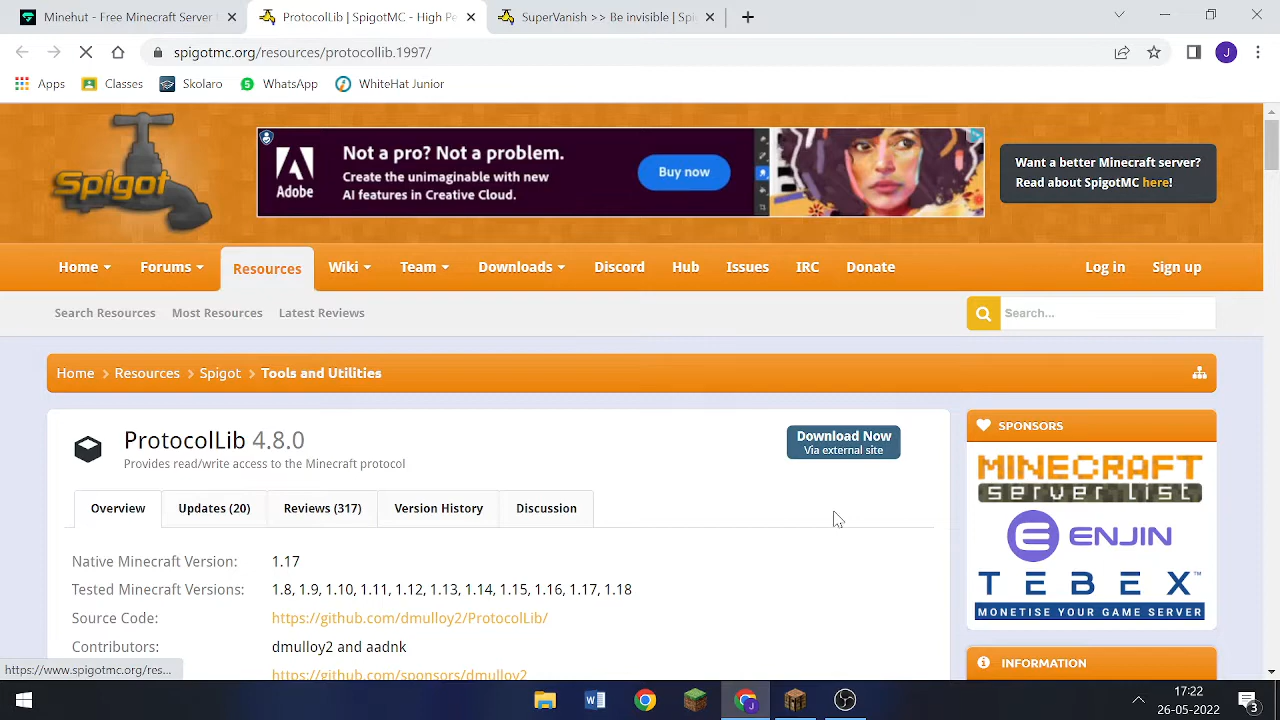 Minehut - Minecraft Server
ProtocolLib | SpigotMC - High Pe
SuperVanish >> Be invisible | Spi
spigotmc.org/resources/protocollib.1997/
J
Apps
Classes
Skolaro
WhatsApp
WhiteHat Junior
Spigot
Adobe
Not a pro? Not a problem.
Create the unimaginable with new
AI features in Creative Cloud.
Buy now
Want a better Minecraft server?
Read about SpigotMC here!
Home
Forums
Resources
Wiki
Team
Downloads
Discord
Hub
Issues
IRC
Donate
Log in
Sign up
Search Resources
Most Resources
Latest Reviews
Search...
Home
Resources
Spigot
Tools and Utilities
ProtocolLib 4.8.0
Provides read/write access to the Minecraft protocol
Download Now
Via external site
Overview
Updates (20)
Reviews (317)
Version History
Discussion
Native Minecraft Version: 1.17
Tested Minecraft Versions: 1.8, 1.9, 1.10, 1.11, 1.12, 1.13, 1.14, 1.15, 1.16, 1.17, 1.18
Source Code: https://github.com/dmulloy2/ProtocolLib/
Contributors: dmulloy2 and aadnk
https://github.com/sponsors/dmulloy2
SPONSORS
MINECRAFT
server list
ENJIN
TEBEX™
MONETISE YOUR GAME SERVER
INFORMATION
https://www.spigotmc.org/res...
17:22
26-05-2022
3